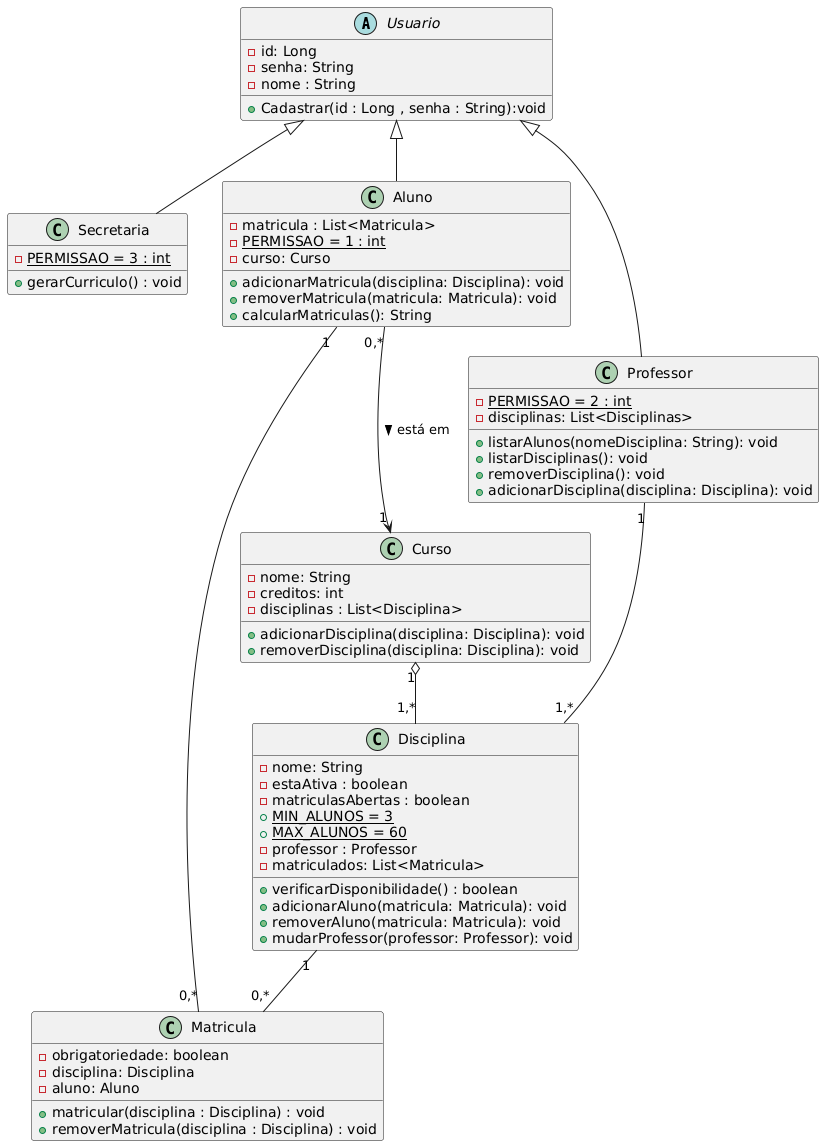 A Usuario
id: Long
senha: String
nome : String
Cadastrar(id : Long , senha : String):void
C Secretaria
PERMISSAO = 3 : int
gerarCurriculo() : void
C Aluno
matricula : List<Matricula>
PERMISSAO = 1 : int
curso: Curso
adicionarMatricula(disciplina: Disciplina): void
removerMatricula(matricula: Matricula): void
calcularMatriculas(): String
1
0,*
está em
1
C Professor
PERMISSAO = 2 : int
disciplinas: List<Disciplinas>
listarAlunos(nomeDisciplina: String): void
listarDisciplinas(): void
removerDisciplina(): void
adicionarDisciplina(disciplina: Disciplina): void
1
C Curso
nome: String
creditos: int
disciplinas : List<Disciplina>
adicionarDisciplina(disciplina: Disciplina): void
removerDisciplina(disciplina: Disciplina): void
1
1,*
1,*
C Disciplina
nome: String
estaAtiva : boolean
matriculasAbertas : boolean
MIN_ALUNOS = 3
MAX_ALUNOS = 60
professor : Professor
matriculados: List<Matricula>
verificarDisponibilidade() : boolean
adicionarAluno(matricula: Matricula): void
removerAluno(matricula: Matricula): void
mudarProfessor(professor: Professor): void
1
0,*
0,*
C Matricula
obrigatoriedade: boolean
disciplina: Disciplina
aluno: Aluno
matricular(disciplina : Disciplina) : void
removerMatricula(disciplina : Disciplina) : void